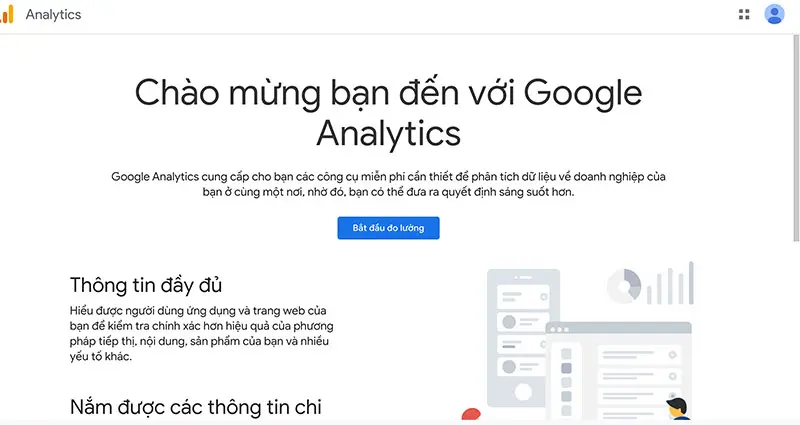 Analytics
Chào mừng bạn đến với Google
Analytics
Google Analytics cung cấp cho bạn các công cụ miễn phí cần thiết để phân tích dữ liệu về doanh nghiệp của
bạn ở cùng một nơi, nhờ đó, bạn có thể đưa ra quyết định sáng suốt hơn.
Bắt đầu đo lường
Thông tin đầy đủ
Hiểu được người dùng ứng dụng và trang web của
bạn để kiểm tra chính xác hơn hiệu quả của phương
pháp tiếp thị, nội dung, sản phẩm của bạn và nhiều
yếu tố khác.
Nắm được các thông tin chi